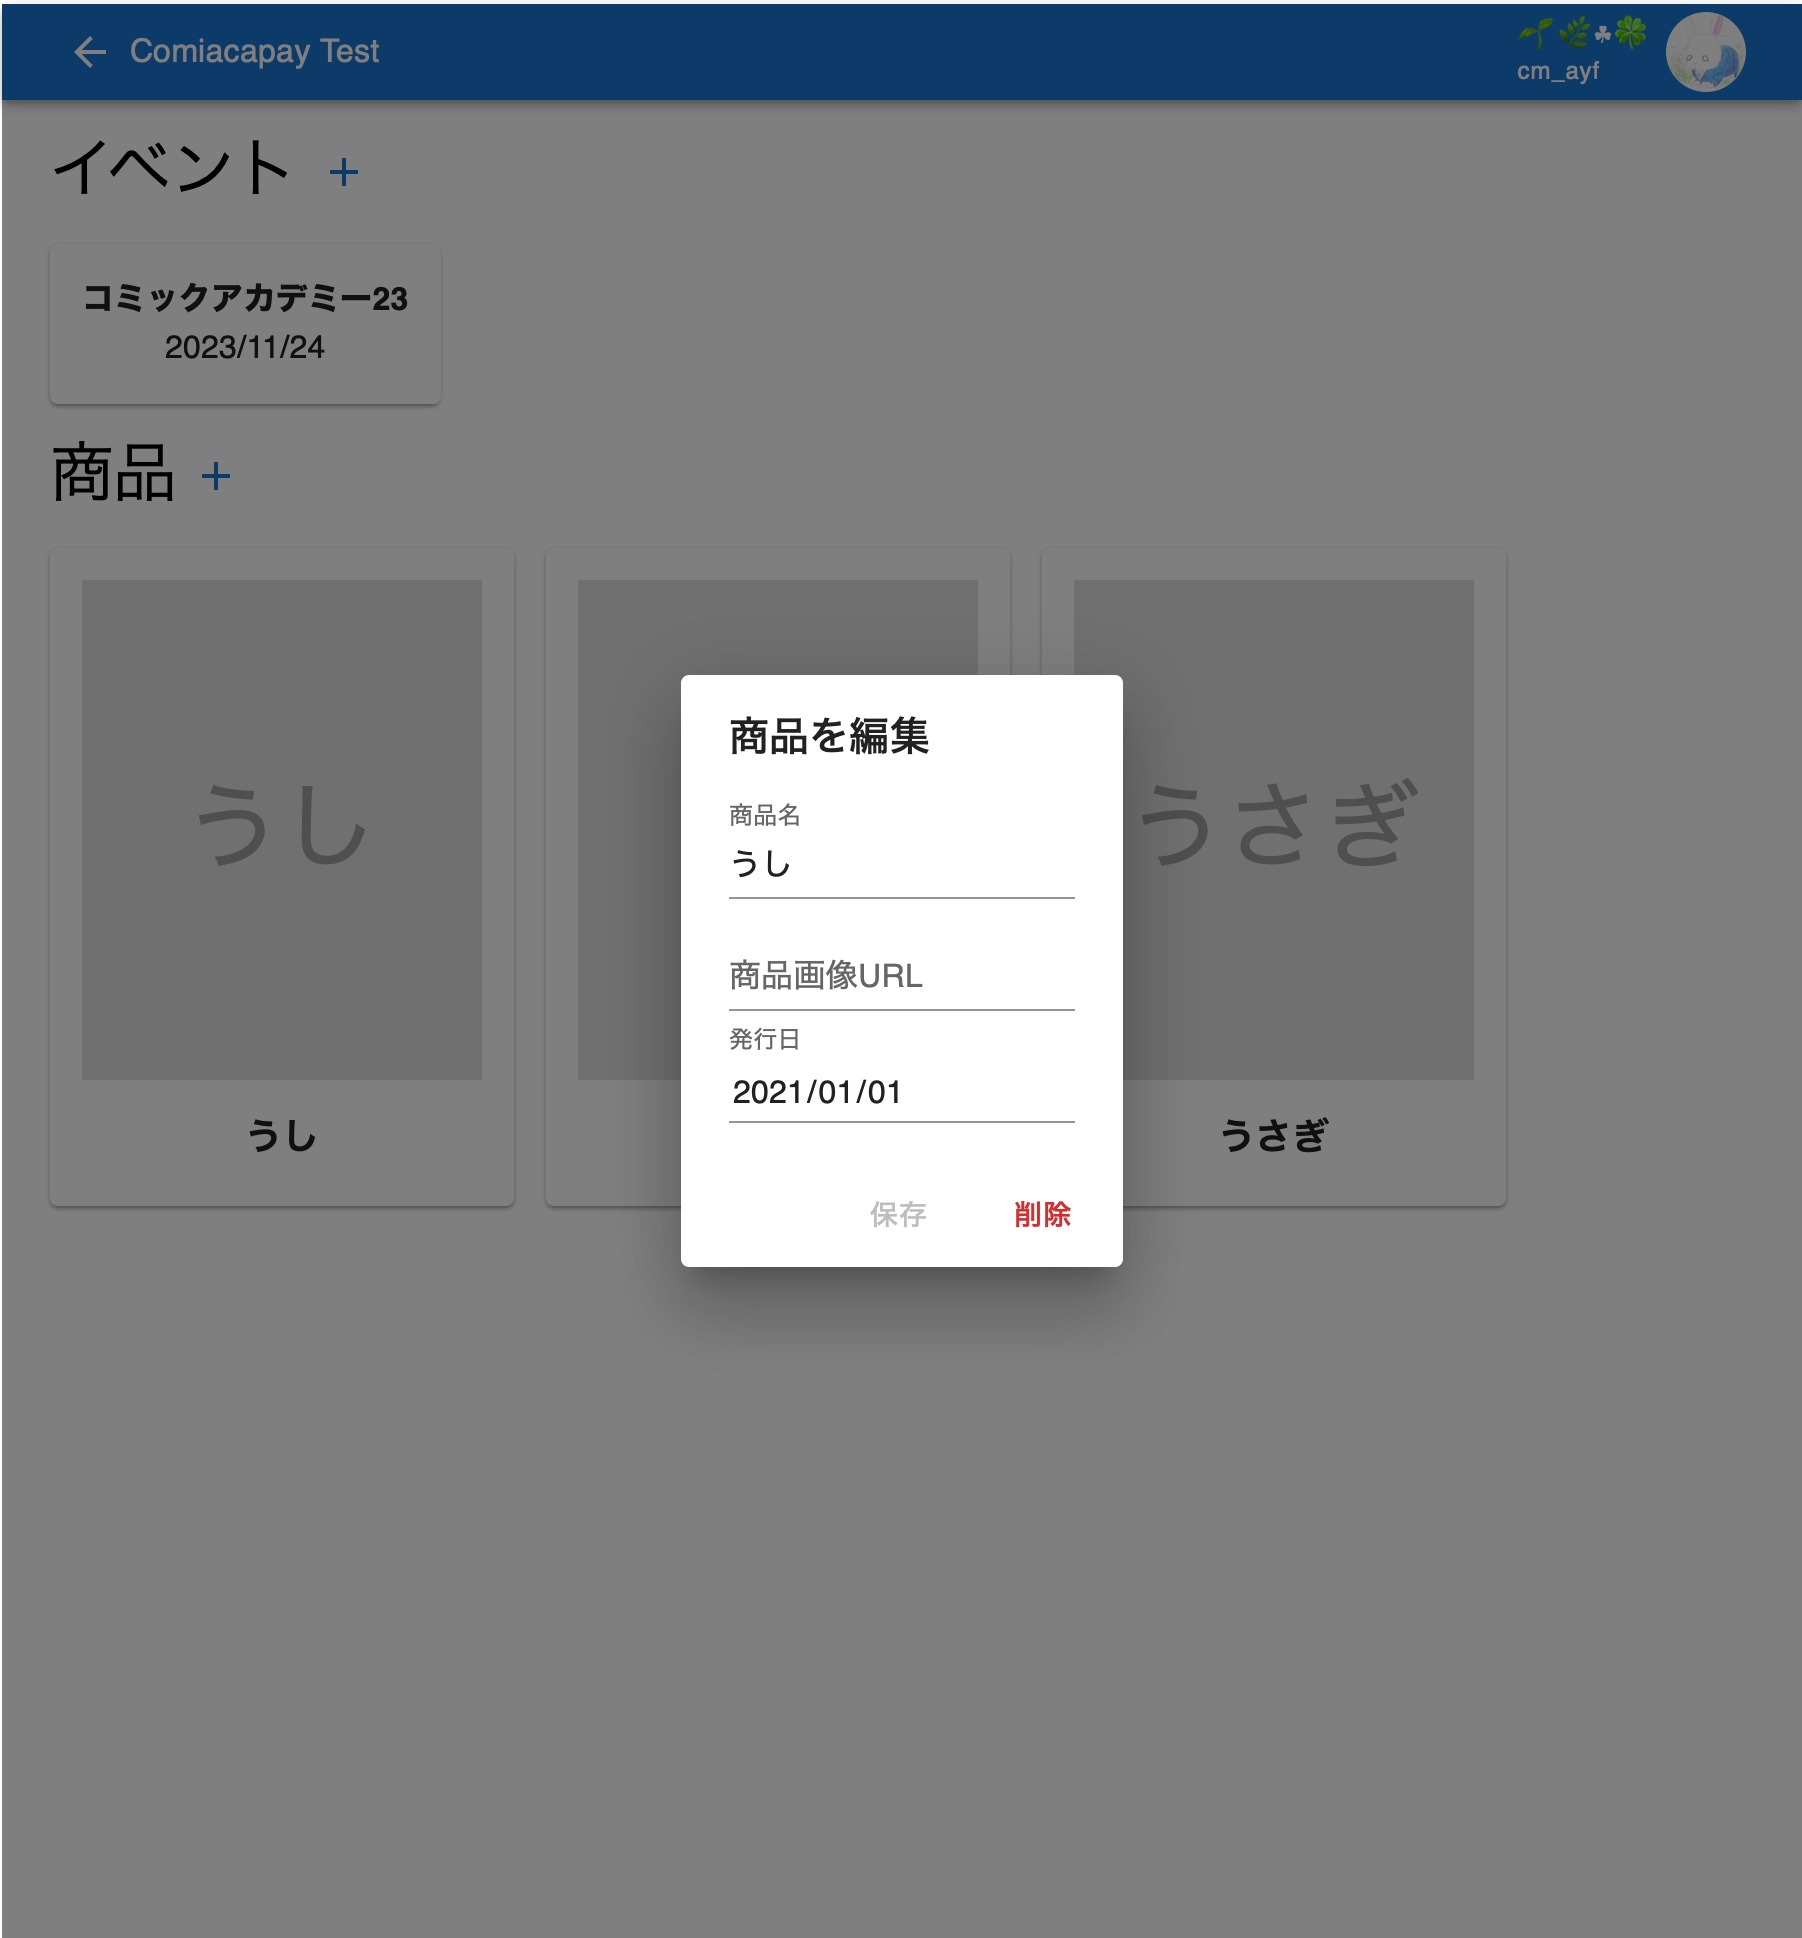 Comiacapay Test
🌱🌿☘🍀
cm_ayf
イベント +
コミックアカデミー23
2023/11/24
商品 +
うし
うさぎ
うし
うさぎ
商品を編集
商品名
うし
商品画像URL
発行日
2021/01/01
保存 削除